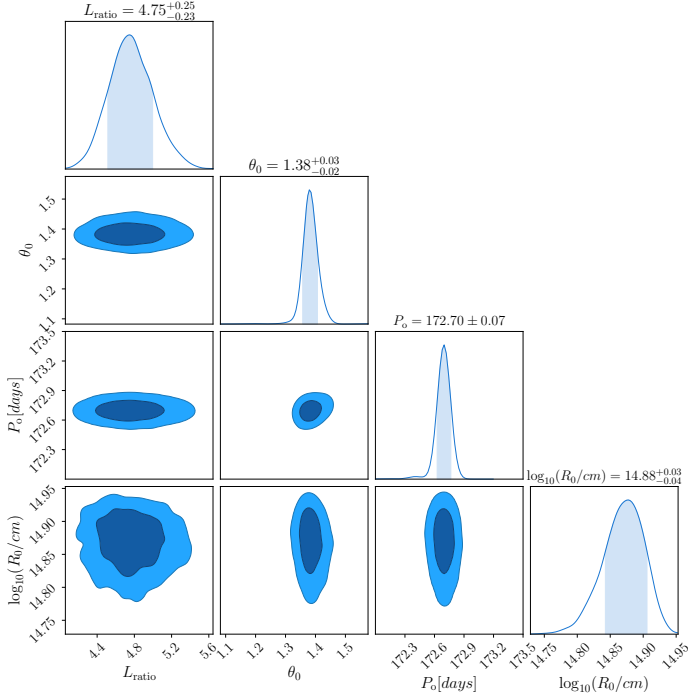 L_ratio = 4.75^{+0.25}_{-0.23}
θ_0 = 1.38^{+0.03}_{-0.02}
1.5
1.4
1.3
1.2
1.1
θ_0
P_o = 172.70 ± 0.07
173.5
173.2
172.9
172.6
172.3
P_o[days]
log_10(R_0/cm) = 14.88^{+0.03}_{-0.04}
14.95
14.90
14.85
14.80
14.75
log_10(R_0/cm)
4.4 4.8 5.2 5.6
L_ratio
1.1 1.2 1.3 1.4 1.5
θ_0
172.3 172.6 172.9 173.2 173.5
P_o[days]
14.75 14.80 14.85 14.90 14.95
log_10(R_0/cm)